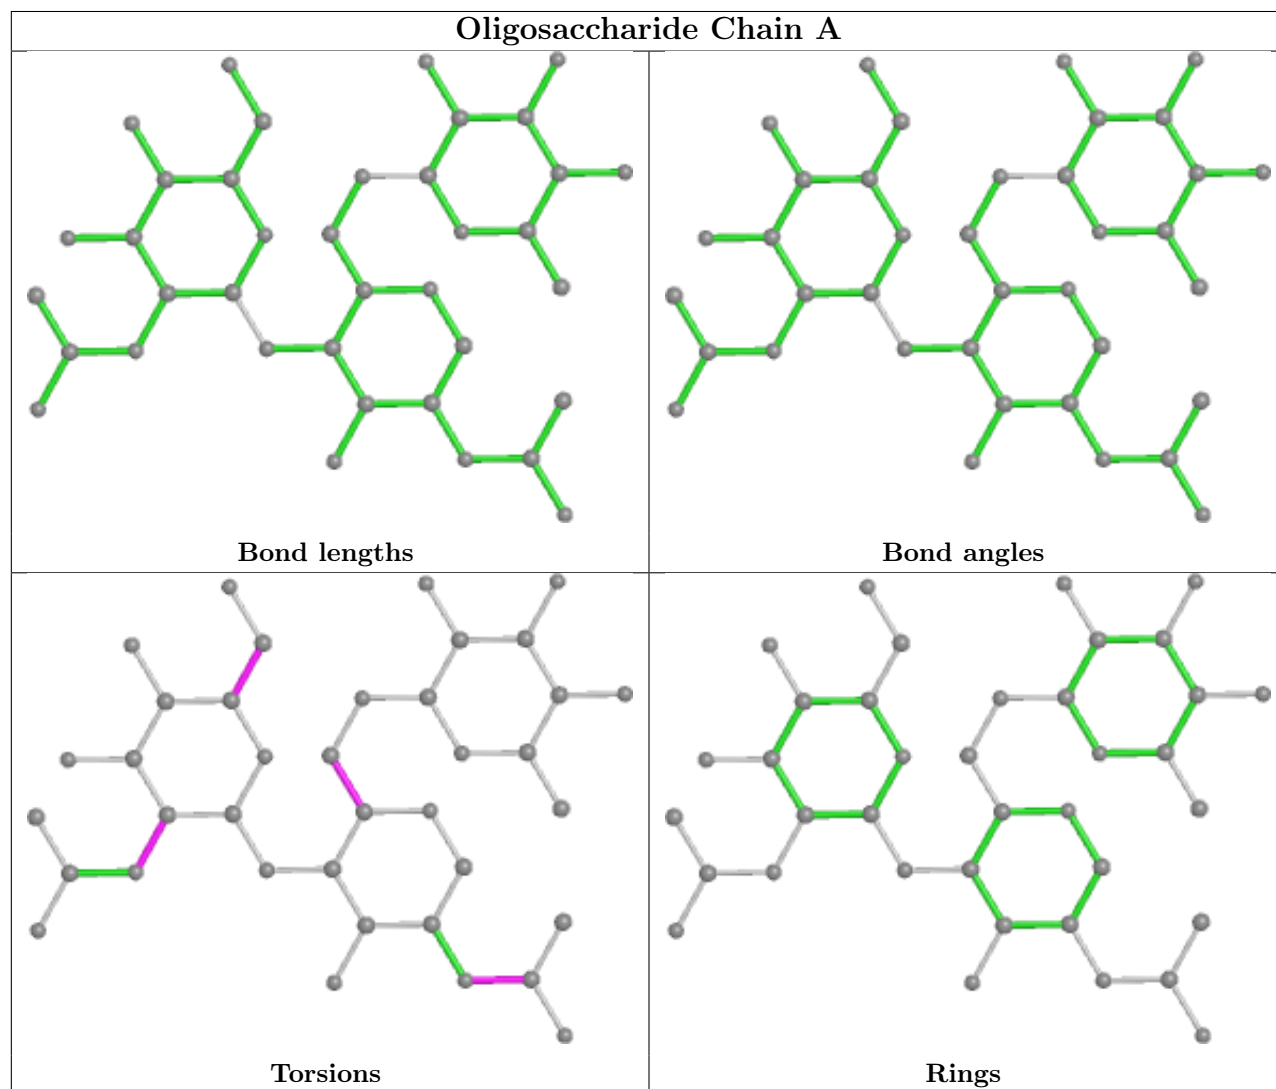 Oligosaccharide Chain A
Bond lengths
Bond angles
Torsions
Rings